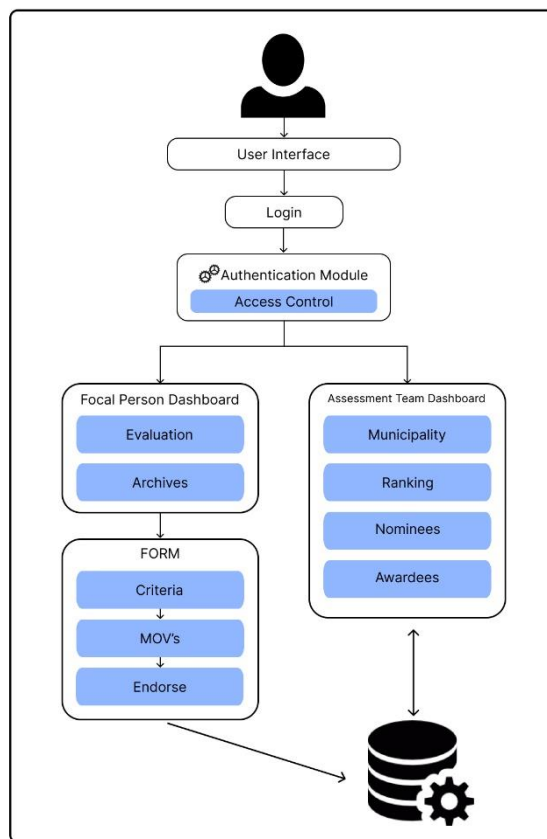 User Interface
Login
Authentication Module
Access Control
Focal Person Dashboard
Evaluation
Archives
FORM
Criteria
MOV's
Endorse
Assessment Team Dashboard
Municipality
Ranking
Nominees
Awardees